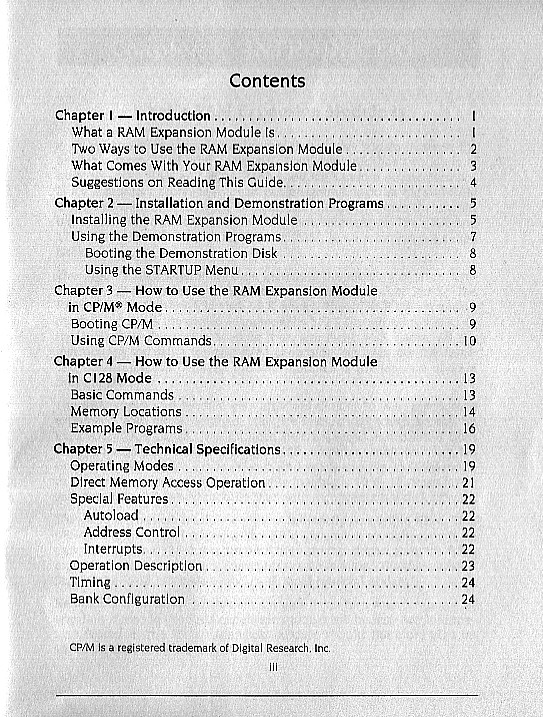 Contents
Chapter 1 — Introduction . . . . . . . . . . 1
What a RAM Expansion Module Is . . . . . . . . . . 1
Two Ways to Use the RAM Expansion Module . . . . . . . . . . 2
What Comes With Your RAM Expansion Module . . . . . . . . . . 3
Suggestions on Reading This Guide . . . . . . . . . . 4
Chapter 2 — Installation and Demonstration Programs . . . . . . . . . . 5
Installing the RAM Expansion Module . . . . . . . . . . 5
Using the Demonstration Programs . . . . . . . . . . 7
Booting the Demonstration Disk . . . . . . . . . . 8
Using the STARTUP Menu . . . . . . . . . . 8
Chapter 3 — How to Use the RAM Expansion Module
in CP/M® Mode . . . . . . . . . . 9
Booting CP/M . . . . . . . . . . 9
Using CP/M Commands . . . . . . . . . . 10
Chapter 4 — How to Use the RAM Expansion Module
in C128 Mode . . . . . . . . . . 13
Basic Commands . . . . . . . . . . 13
Memory Locations . . . . . . . . . . 14
Example Programs . . . . . . . . . . 16
Chapter 5 — Technical Specifications . . . . . . . . . . 19
Operating Modes . . . . . . . . . . 19
Direct Memory Access Operation . . . . . . . . . . 21
Special Features . . . . . . . . . . 22
Autoload . . . . . . . . . . 22
Address Control . . . . . . . . . . 22
Interrupts . . . . . . . . . . 22
Operation Description . . . . . . . . . . 23
Timing . . . . . . . . . . 24
Bank Configuration . . . . . . . . . . 24
CP/M is a registered trademark of Digital Research, Inc.
iii